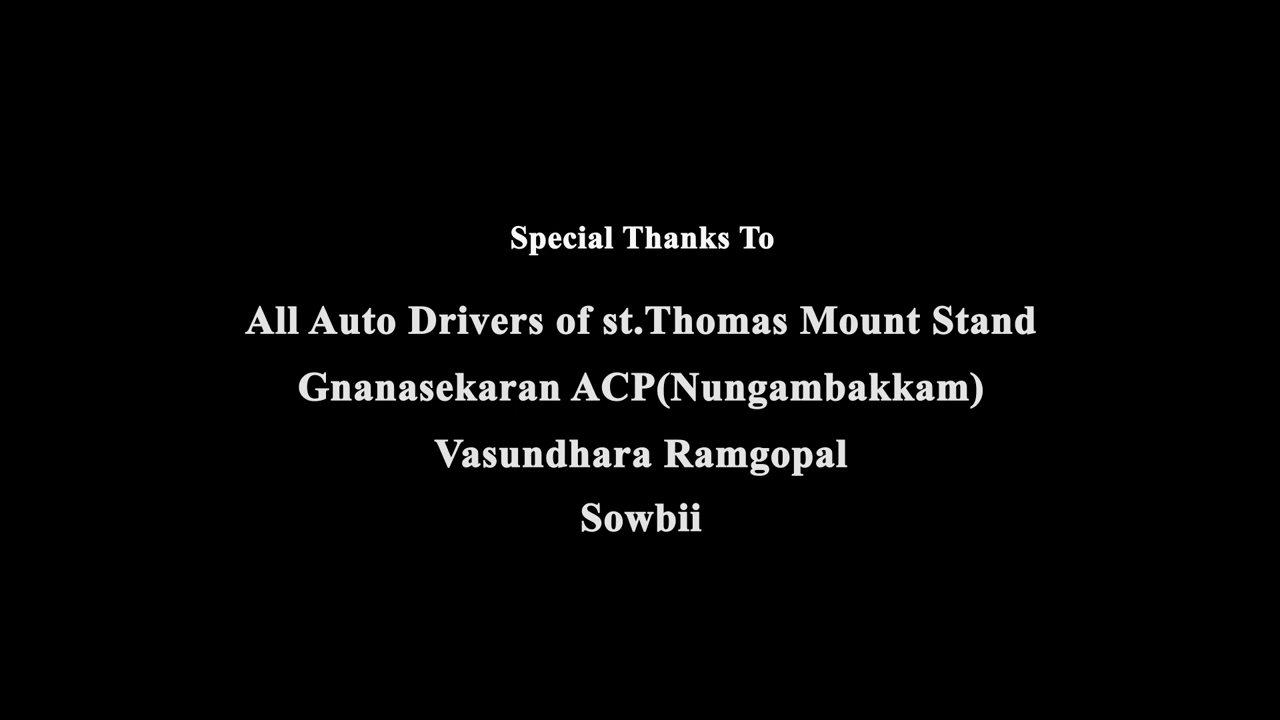 Special Thanks To
All Auto Drivers of st.Thomas Mount Stand
Gnanasekaran ACP(Nungambakkam)
Vasundhara Ramgopal
Sowbii